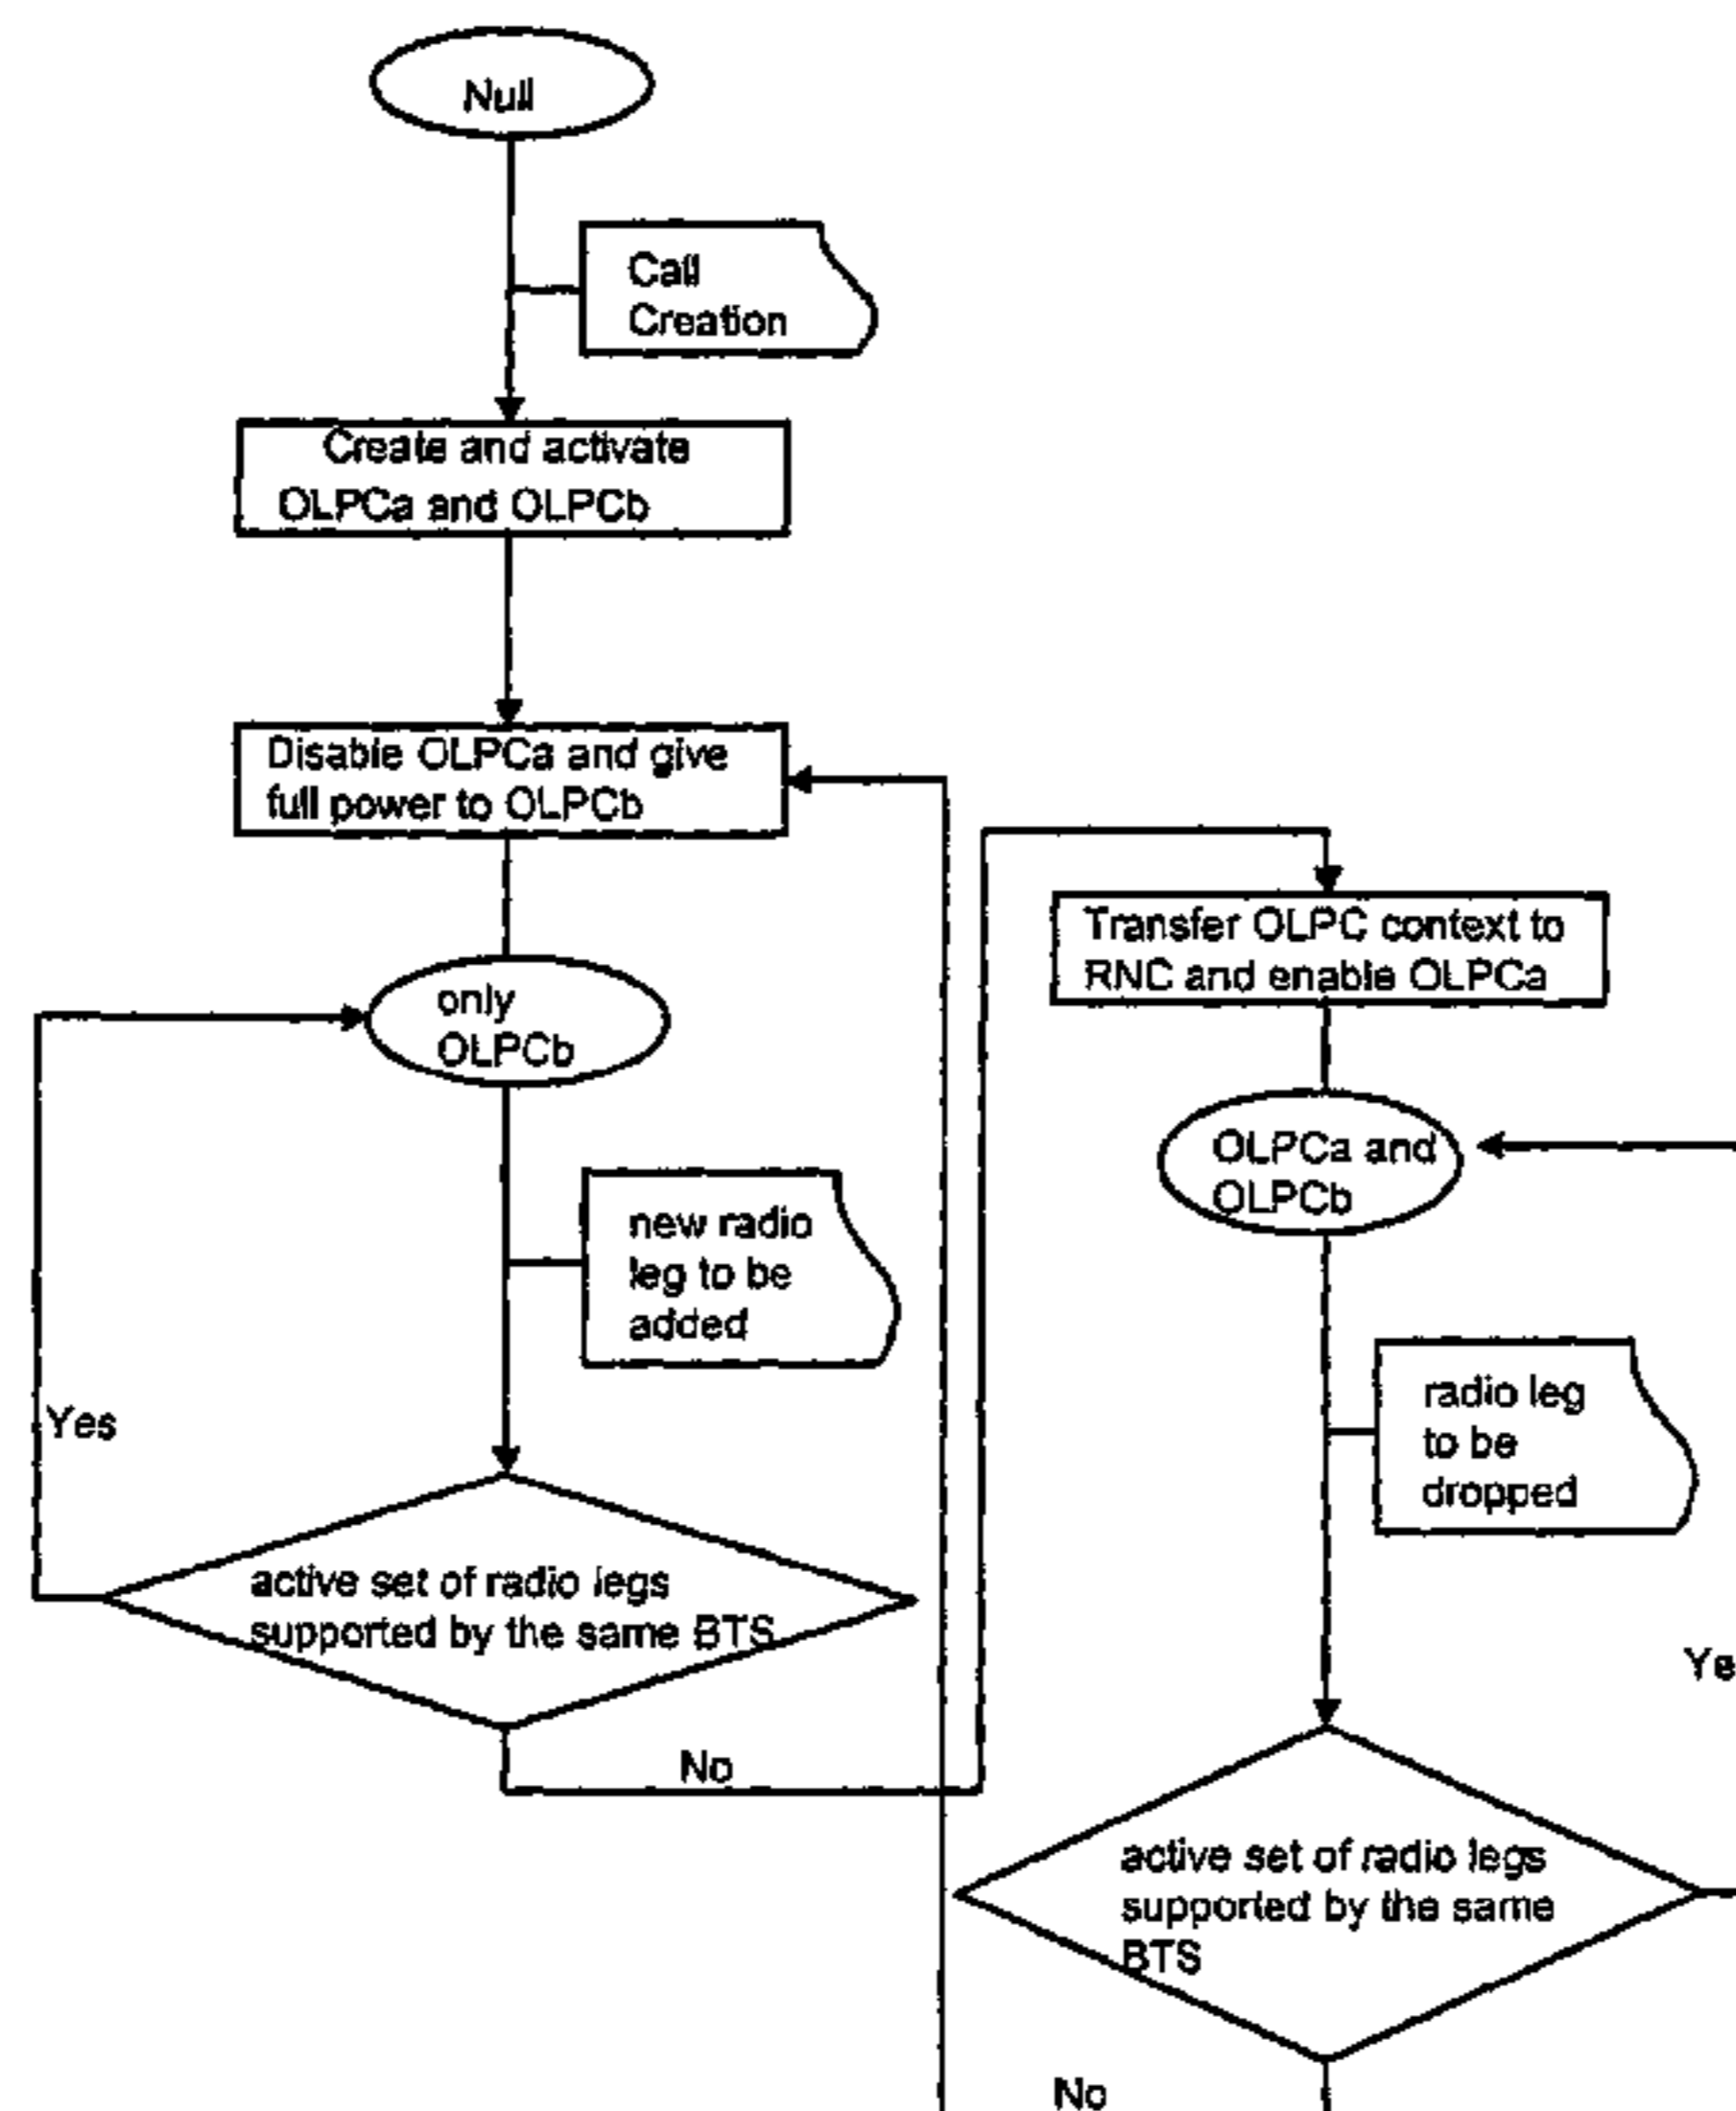 Null
Call
Creation
Create and activate
OLPCa and OLPCb
Disable OLPCa and give
full power to OLPCb
only
OLPCb
new radio
leg to be
added
Yes
active set of radio legs
supported by the same BTS
No
Transfer OLPC context to
RNC and enable OLPCa
OLPCa and
OLPCb
radio leg
to be
dropped
Ye
active set of radio legs
supported by the same
BTS
No